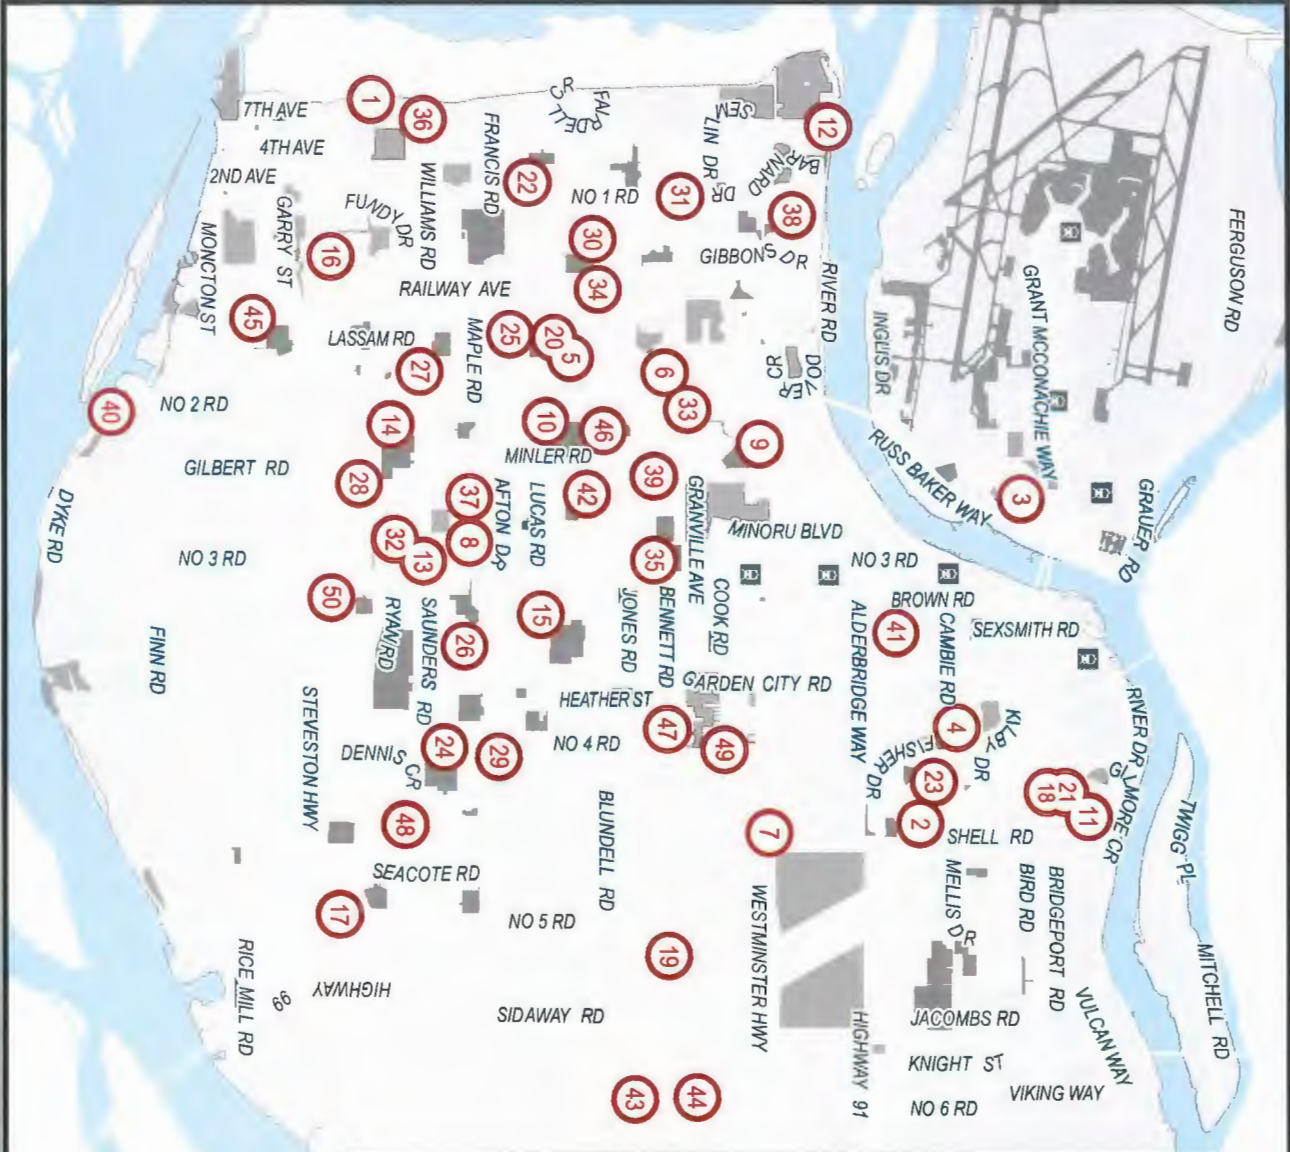 7TH AVE
1
36
4TH AVE
2ND AVE
FRANCIS RD
FAIRDELL CR
SEMLIN DR
12
BARNARD DR
22
NO 1 RD
31
38
WILLIAMS RD
FUNDY DR
GARRY ST
MONCTON ST
16
30
GIBBONS DR
RIVER RD
34
RAILWAY AVE
45
LASSAM RD
MAPLE RD
25
20
5
6
27
33
DOVER CR
INGLIS DR
GRANT MCCONACHIE WAY
FERGUSON RD
40
NO 2 RD
14
10
46
9
MINLER RD
RUSS BAKER WAY
GILBERT RD
28
37
AFTON DR
LUCAS RD
42
39
GRANVILLE AVE
3
GRAUER RD
DYKE RD
NO 3 RD
32
13
8
35
MINORU BLVD
NO 3 RD
50
RYAN RD
SAUNDERS RD
26
15
JONES RD
BENNETT RD
COOK RD
ALDERBRIDGE WAY
BROWN RD
41
CAMBIE RD
SEXSMITH RD
FINN RD
STEVESTON HWY
HEATHER ST
GARDEN CITY RD
RIVER DR
DENNIS CR
24
29
NO 4 RD
47
49
4
KILBY DR
FISHER DR
23
18
21
11
GILMORE CR
TWIGG PL
48
BLUNDELL RD
7
2
SHELL RD
SEACOTE RD
17
NO 5 RD
WESTMINSTER HWY
MELLIS DR
BIRD RD
BRIDGEPORT RD
19
RICE MILL RD
HIGHWAY 99
SIDAWAY RD
HIGHWAY 91
JACOMBS RD
VULCAN WAY
MITCHELL RD
KNIGHT ST
43
44
VIKING WAY
NO 6 RD